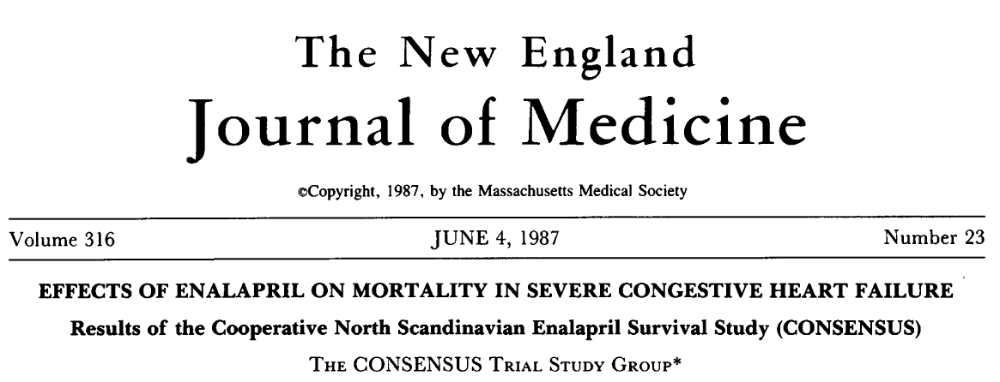 The New England
Journal of Medicine
©Copyright, 1987, by the Massachusetts Medical Society
Volume 316 JUNE 4, 1987 Number 23
EFFECTS OF ENALAPRIL ON MORTALITY IN SEVERE CONGESTIVE HEART FAILURE
Results of the Cooperative North Scandinavian Enalapril Survival Study (CONSENSUS)
THE CONSENSUS TRIAL STUDY GROUP*